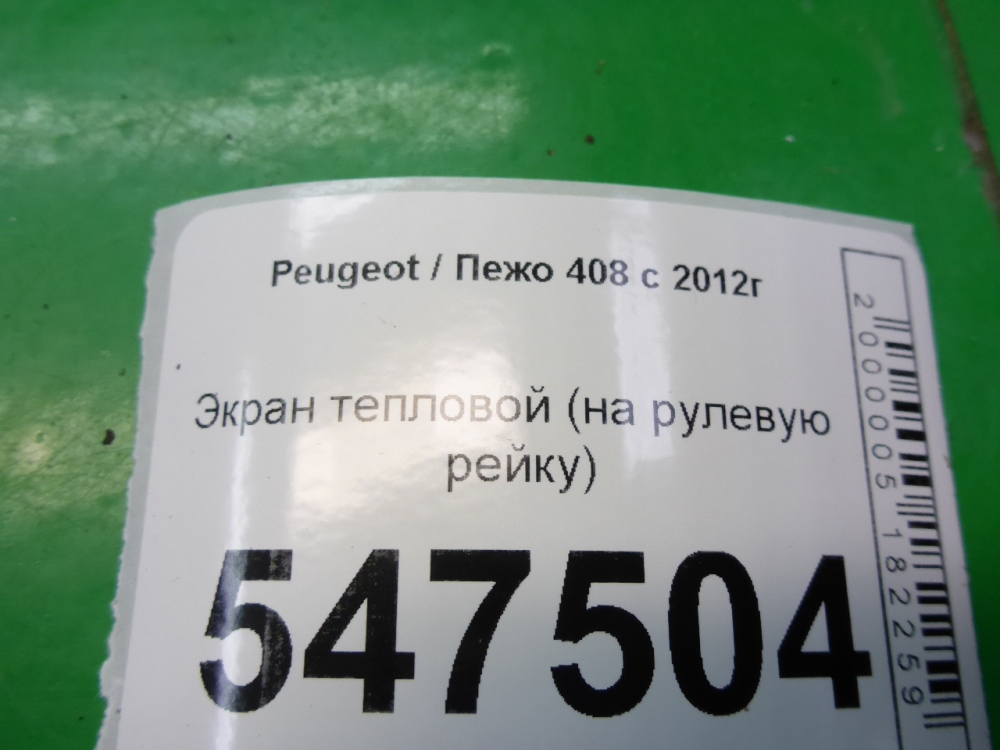 Peugeot / Пежо 408 с 2012г
Экран тепловой (на рулевую
рейку)
547504
2000005182259